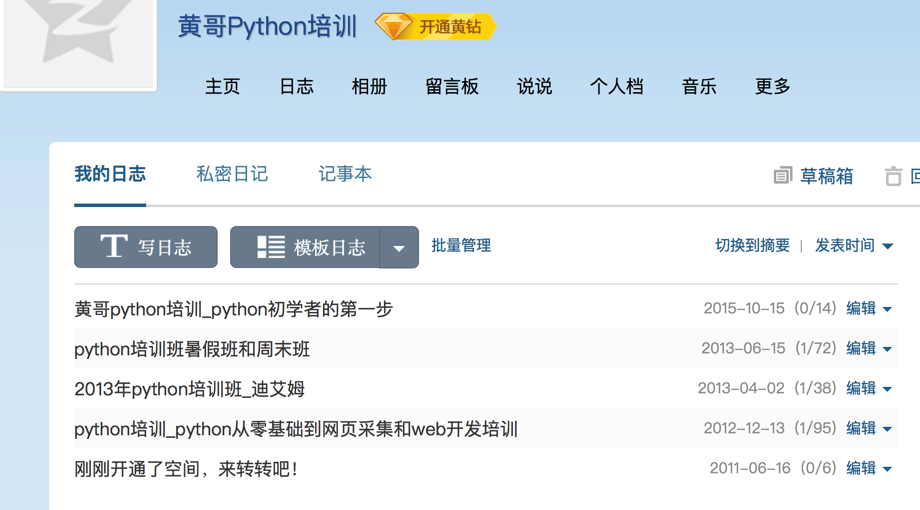 黄哥Python培训 开通黄钻
主页 日志 相册 留言板 说说 个人档 音乐 更多
我的日志 私密日记 记事本 草稿箱
写日志 模板日志 批量管理 切换到摘要 | 发表时间
黄哥python培训_python初学者的第一步 2015-10-15 (0/14) 编辑
python培训班暑假班和周末班 2013-06-15 (1/72) 编辑
2013年python培训班_迪艾姆 2013-04-02 (1/38) 编辑
python培训_python从零基础到网页采集和web开发培训 2012-12-13 (1/95) 编辑
刚刚开通了空间，来转转吧！ 2011-06-16 (0/6) 编辑